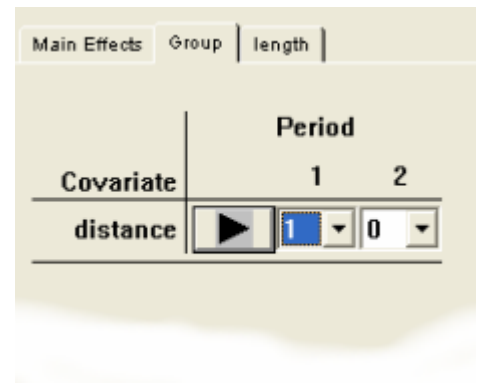 Main Effects Group length
Period
Covariate 1 2
distance 1 0